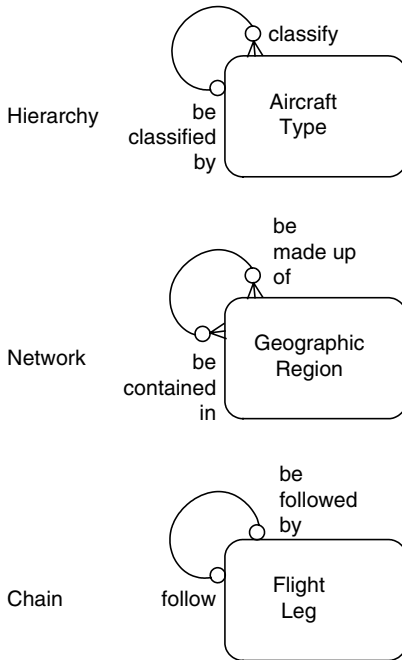 classify
Hierarchy
be
classified
by
Aircraft
Type
be
made up
of
Network
be
contained
in
Geographic
Region
be
followed
by
Chain
follow
Flight
Leg